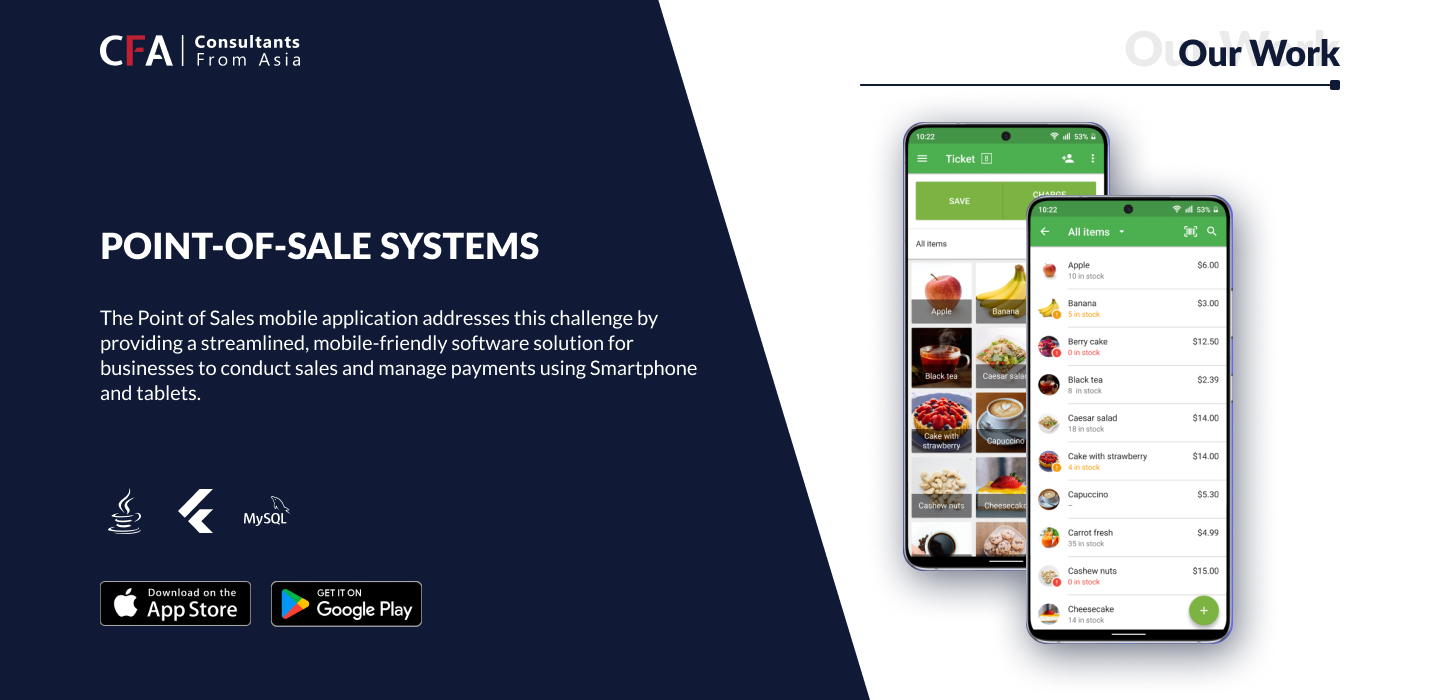 CFA
Consultants
From Asia
Our Work
Our Work
POINT-OF-SALE SYSTEMS
The Point of Sales mobile application addresses this challenge by
providing a streamlined, mobile-friendly software solution for
businesses to conduct sales and manage payments using Smartphone
and tablets.
MySQL
Download on the
App Store
GET IT ON
Google Play
10:22
53%
Ticket 8
SAVE
CHARGE
All items
Apple
Banana
Black tea
Caesar salad
Cake with
strawberry
Capuccino
Cashew nuts
Cheesecake
10:22
53%
All items
Apple $6.00
10 in stock
Banana $3.00
5 in stock
Berry cake $12.50
0 in stock
Black tea $2.39
8 in stock
Caesar salad $14.00
18 in stock
Cake with strawberry $14.00
4 in stock
Capuccino $5.30
–
Carrot fresh $4.99
35 in stock
Cashew nuts $15.00
0 in stock
Cheesecake
14 in stock
+